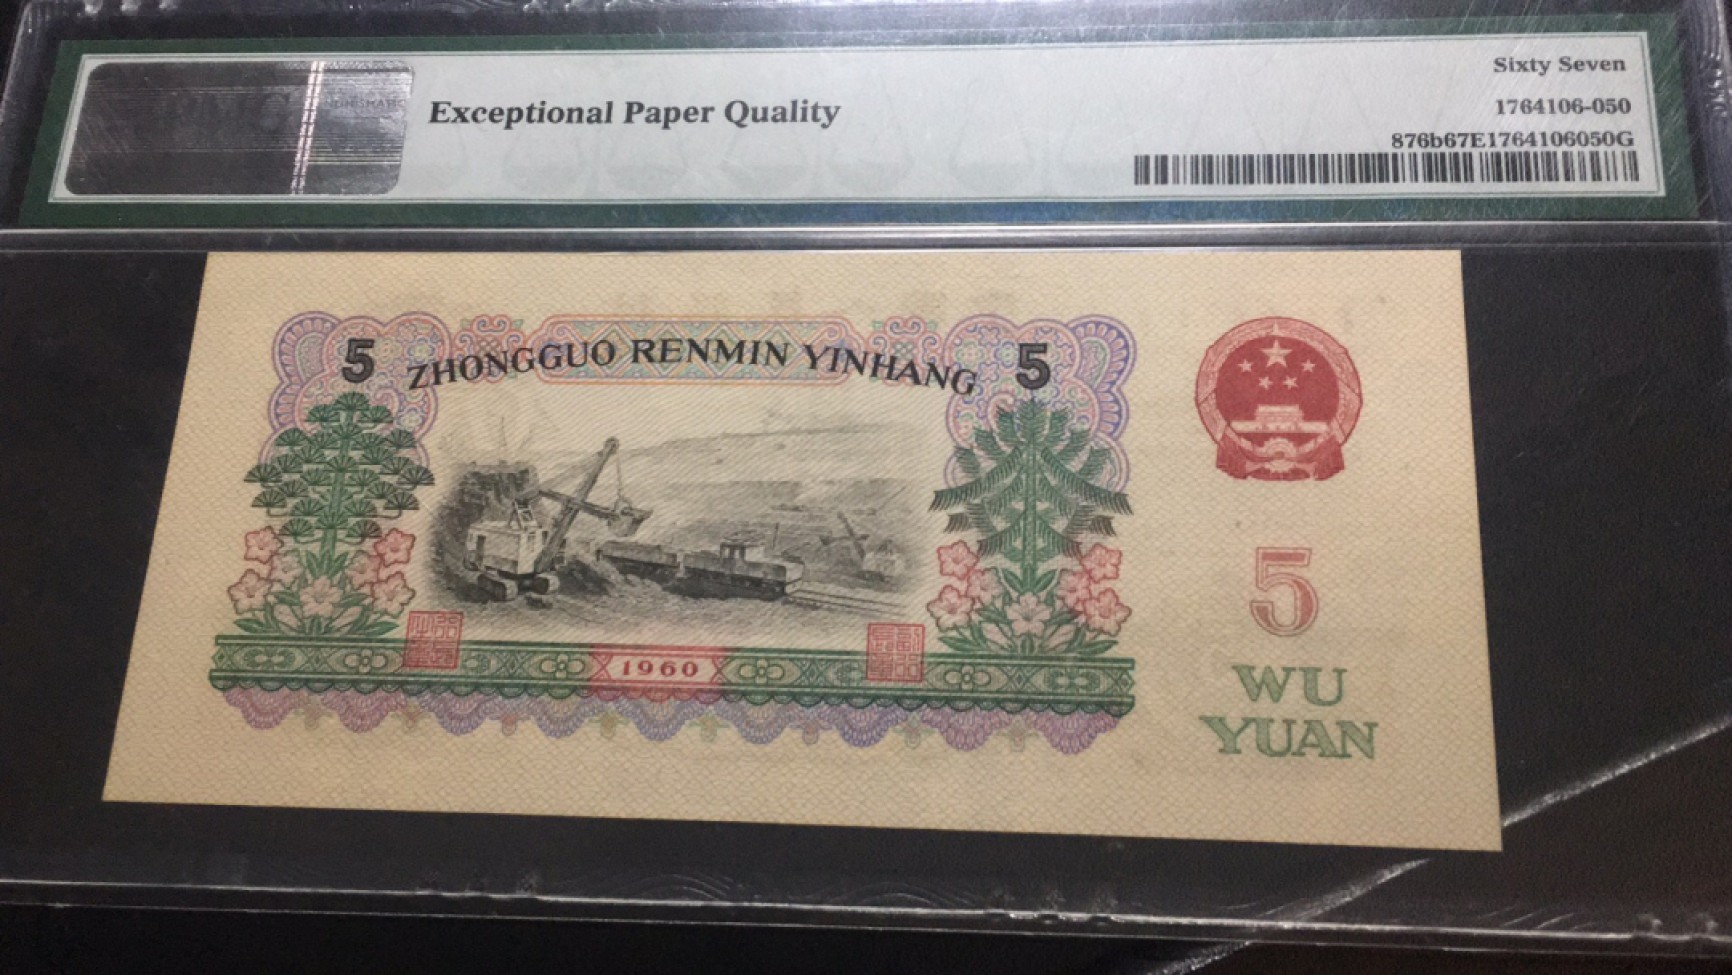 Exceptional Paper Quality
Sixty Seven
1764106-050
876b67E1764106050G
5 ZHONGGUO RENMIN YINHANG 5
1960
5
WU
YUAN